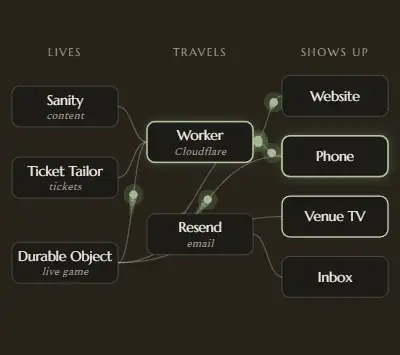 LIVES
TRAVELS
SHOWS UP
Sanity
content
Ticket Tailor
tickets
Durable Object
live game
Worker
Cloudflare
Resend
email
Website
Phone
Venue TV
Inbox